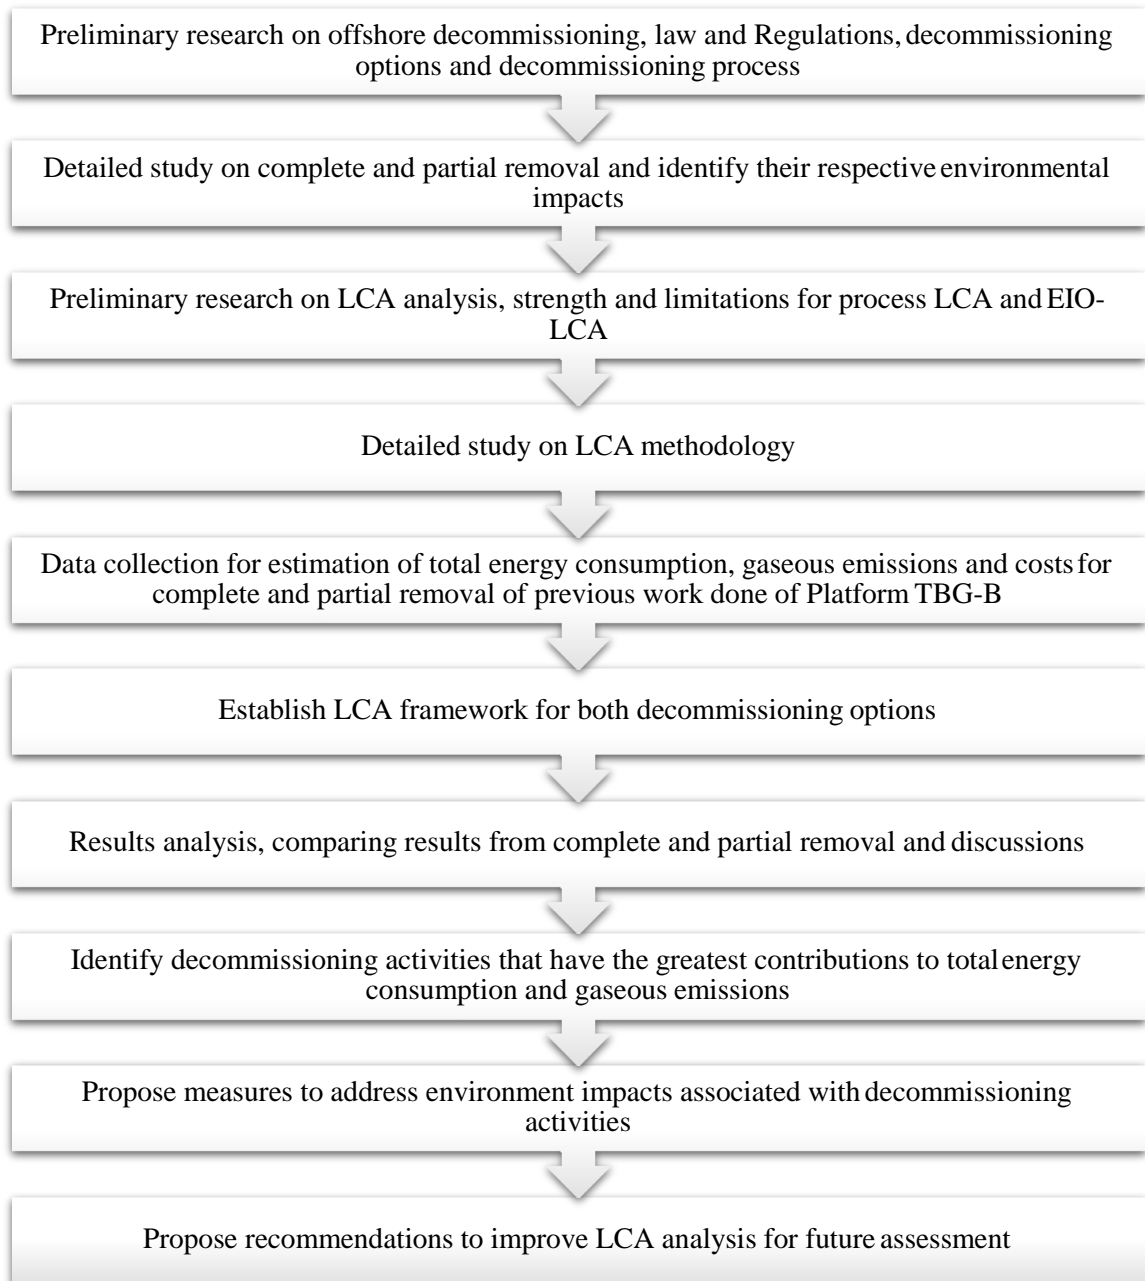 Preliminary research on offshore decommissioning, law and Regulations, decommissioning
options and decommissioning process
Detailed study on complete and partial removal and identify their respective environmental
impacts
Preliminary research on LCA analysis, strength and limitations for process LCA and EIO-
LCA
Detailed study on LCA methodology
Data collection for estimation of total energy consumption, gaseous emissions and costs for
complete and partial removal of previous work done of Platform TBG-B
Establish LCA framework for both decommissioning options
Results analysis, comparing results from complete and partial removal and discussions
Identify decommissioning activities that have the greatest contributions to total energy
consumption and gaseous emissions
Propose measures to address environment impacts associated with decommissioning
activities
Propose recommendations to improve LCA analysis for future assessment